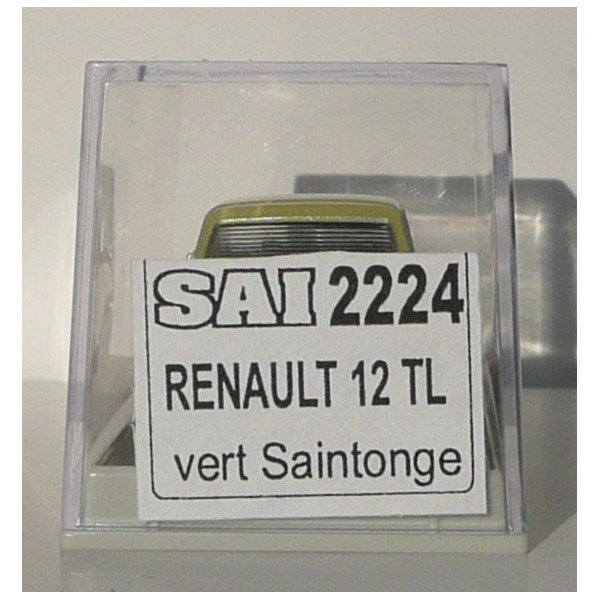 SAI 2224
RENAULT 12 TL
vert Saintonge